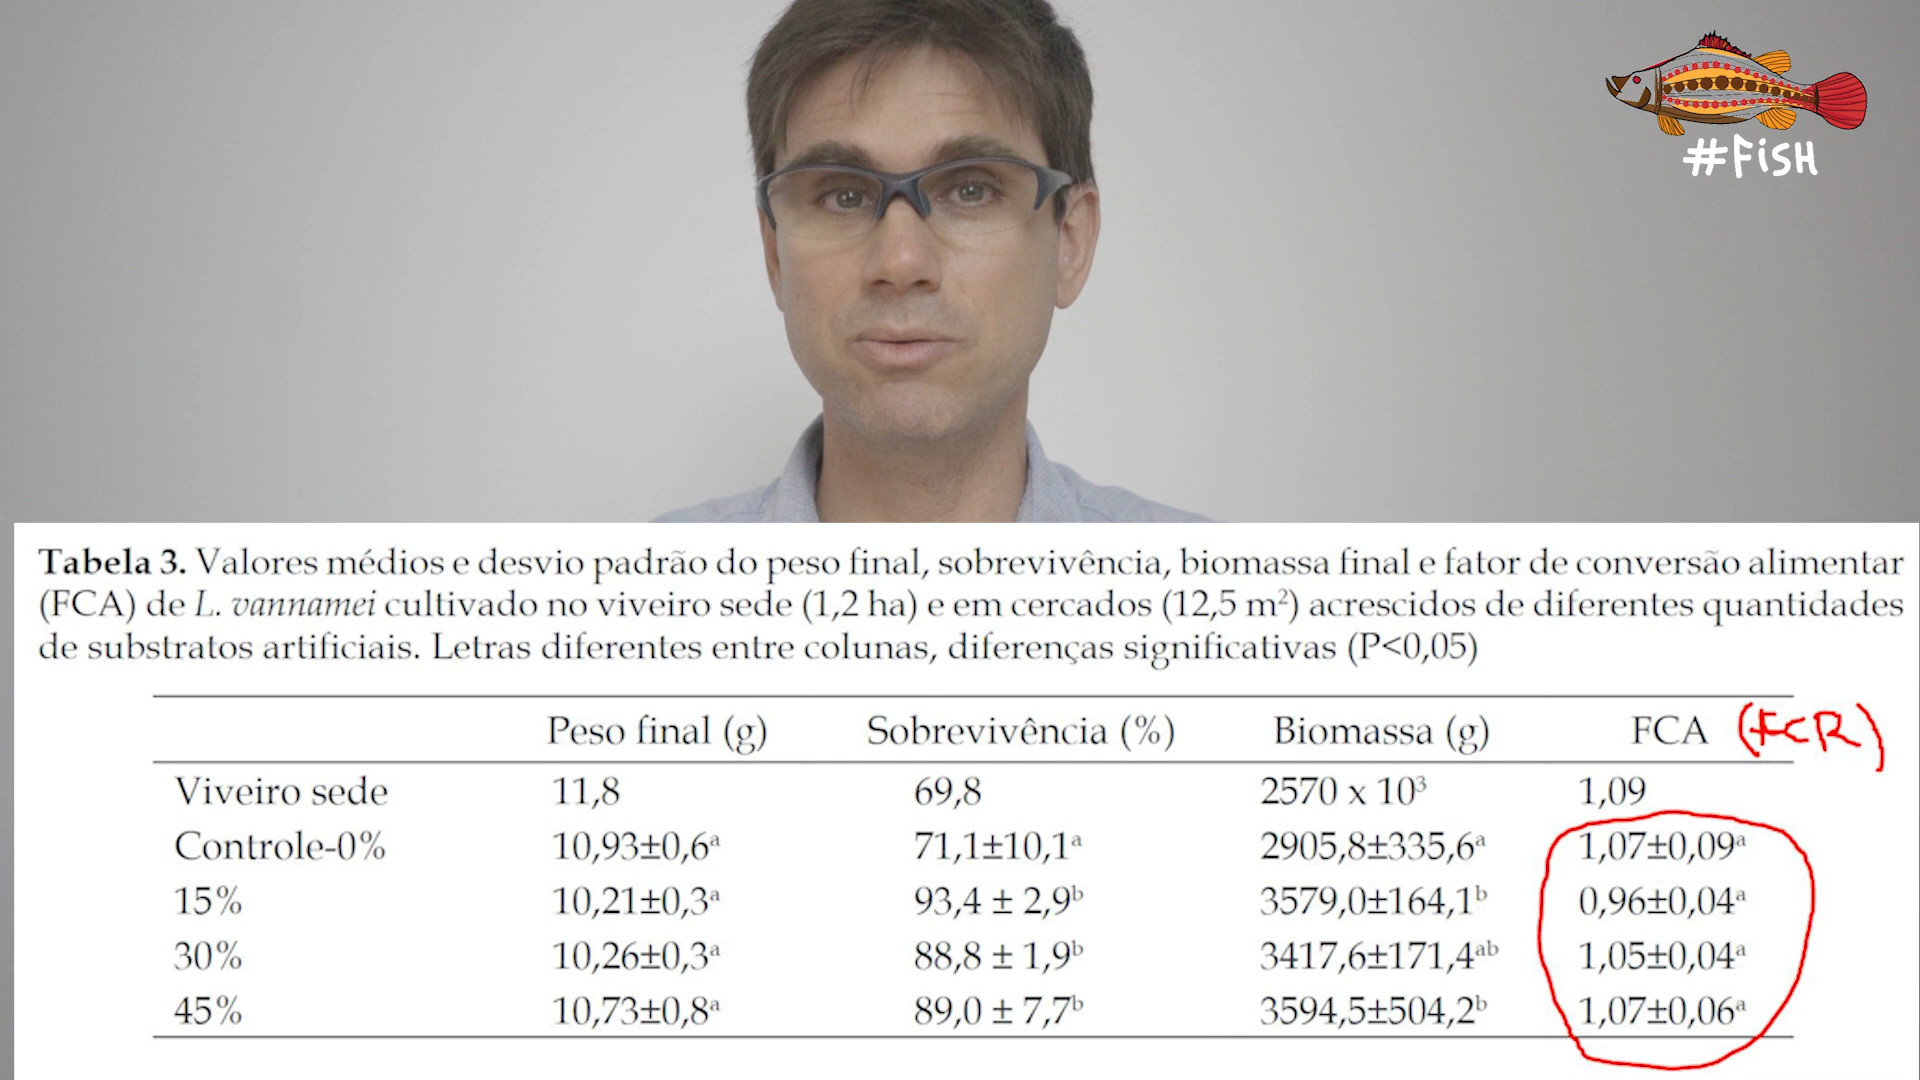 #FiSH
Tabela 3. Valores médios e desvio padrão do peso final, sobrevivência, biomassa final e fator de conversão alimentar
(FCA) de L. vannamei cultivado no viveiro sede (1,2 ha) e em cercados (12,5 m²) acrescidos de diferentes quantidades
de substratos artificiais. Letras diferentes entre colunas, diferenças significativas (P<0,05)
Peso final (g) Sobrevivência (%) Biomassa (g) FCA (FCR)
Viveiro sede 11,8 69,8 2570 x 10³ 1,09
Controle-0% 10,93±0,6ᵃ 71,1±10,1ᵃ 2905,8±335,6ᵃ 1,07±0,09ᵃ
15% 10,21±0,3ᵃ 93,4 ± 2,9ᵇ 3579,0±164,1ᵇ 0,96±0,04ᵃ
30% 10,26±0,3ᵃ 88,8 ± 1,9ᵇ 3417,6±171,4ᵃᵇ 1,05±0,04ᵃ
45% 10,73±0,8ᵃ 89,0 ± 7,7ᵇ 3594,5±504,2ᵇ 1,07±0,06ᵃ